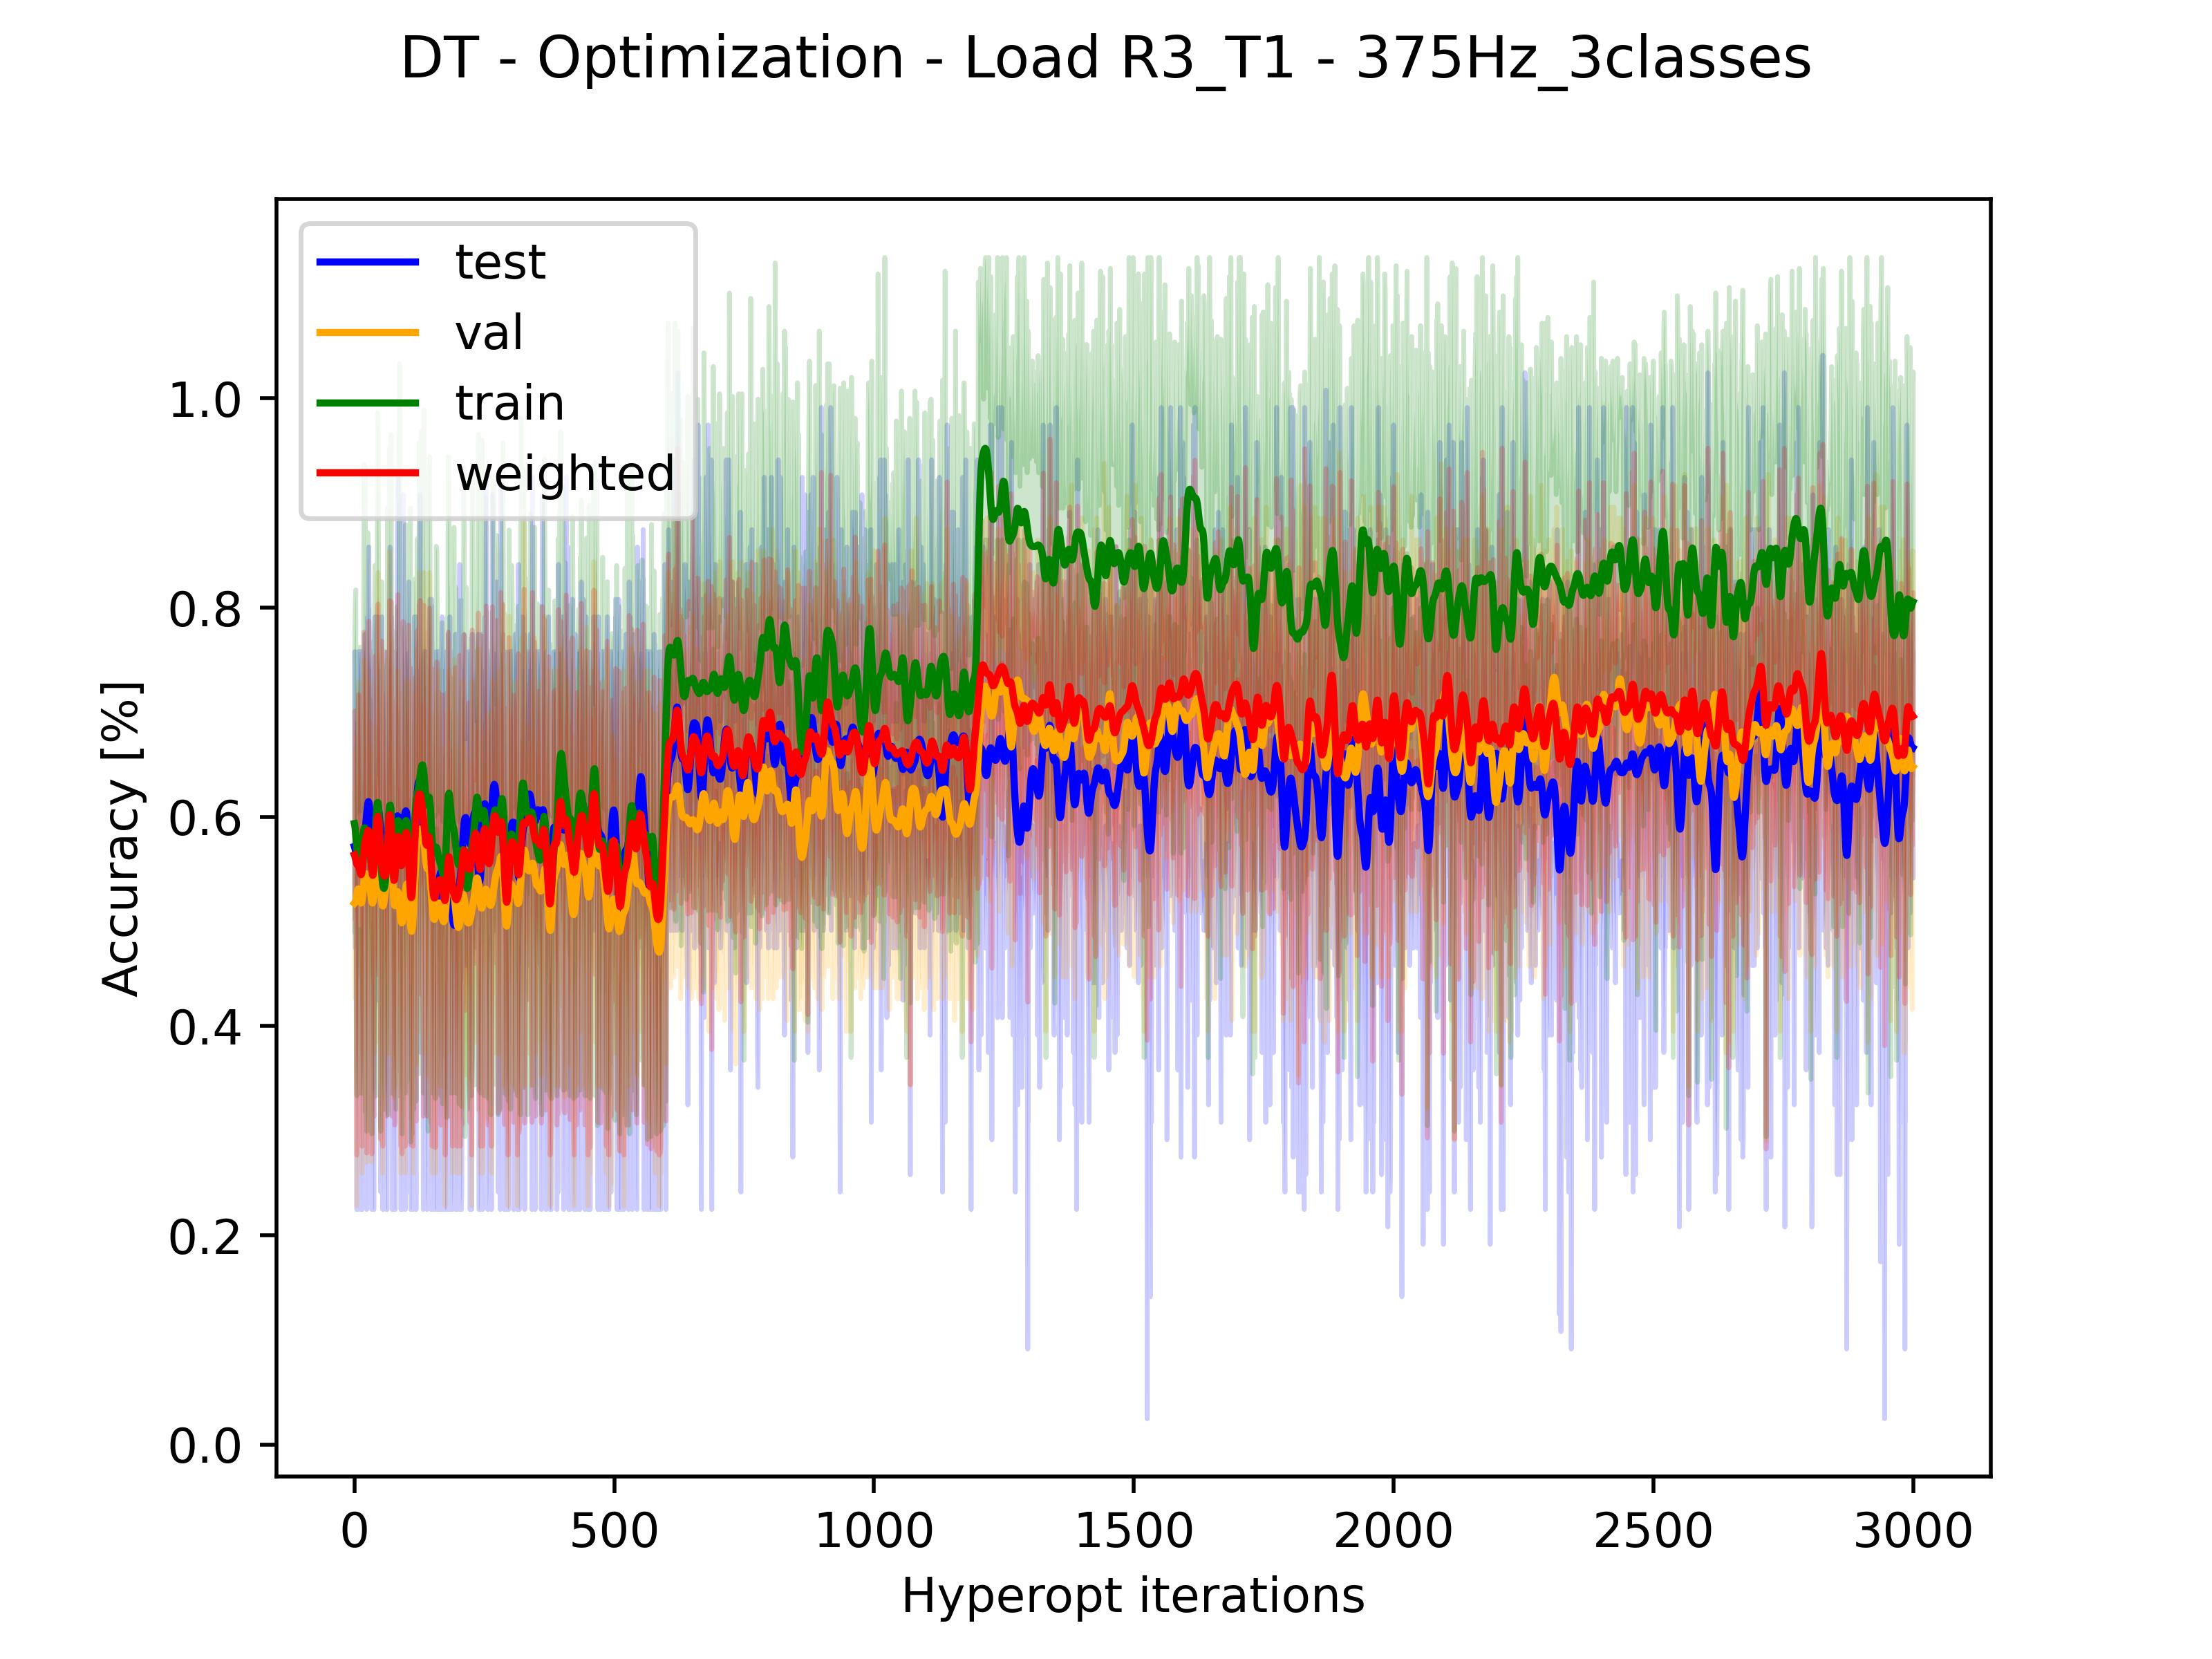 DT - Optimization - Load R3_T1 - 375Hz_3classes
test
val
train
weighted
1.0
0.8
0.6
0.4
0.2
0.0
Accuracy [%]
0 500 1000 1500 2000 2500 3000
Hyperopt iterations